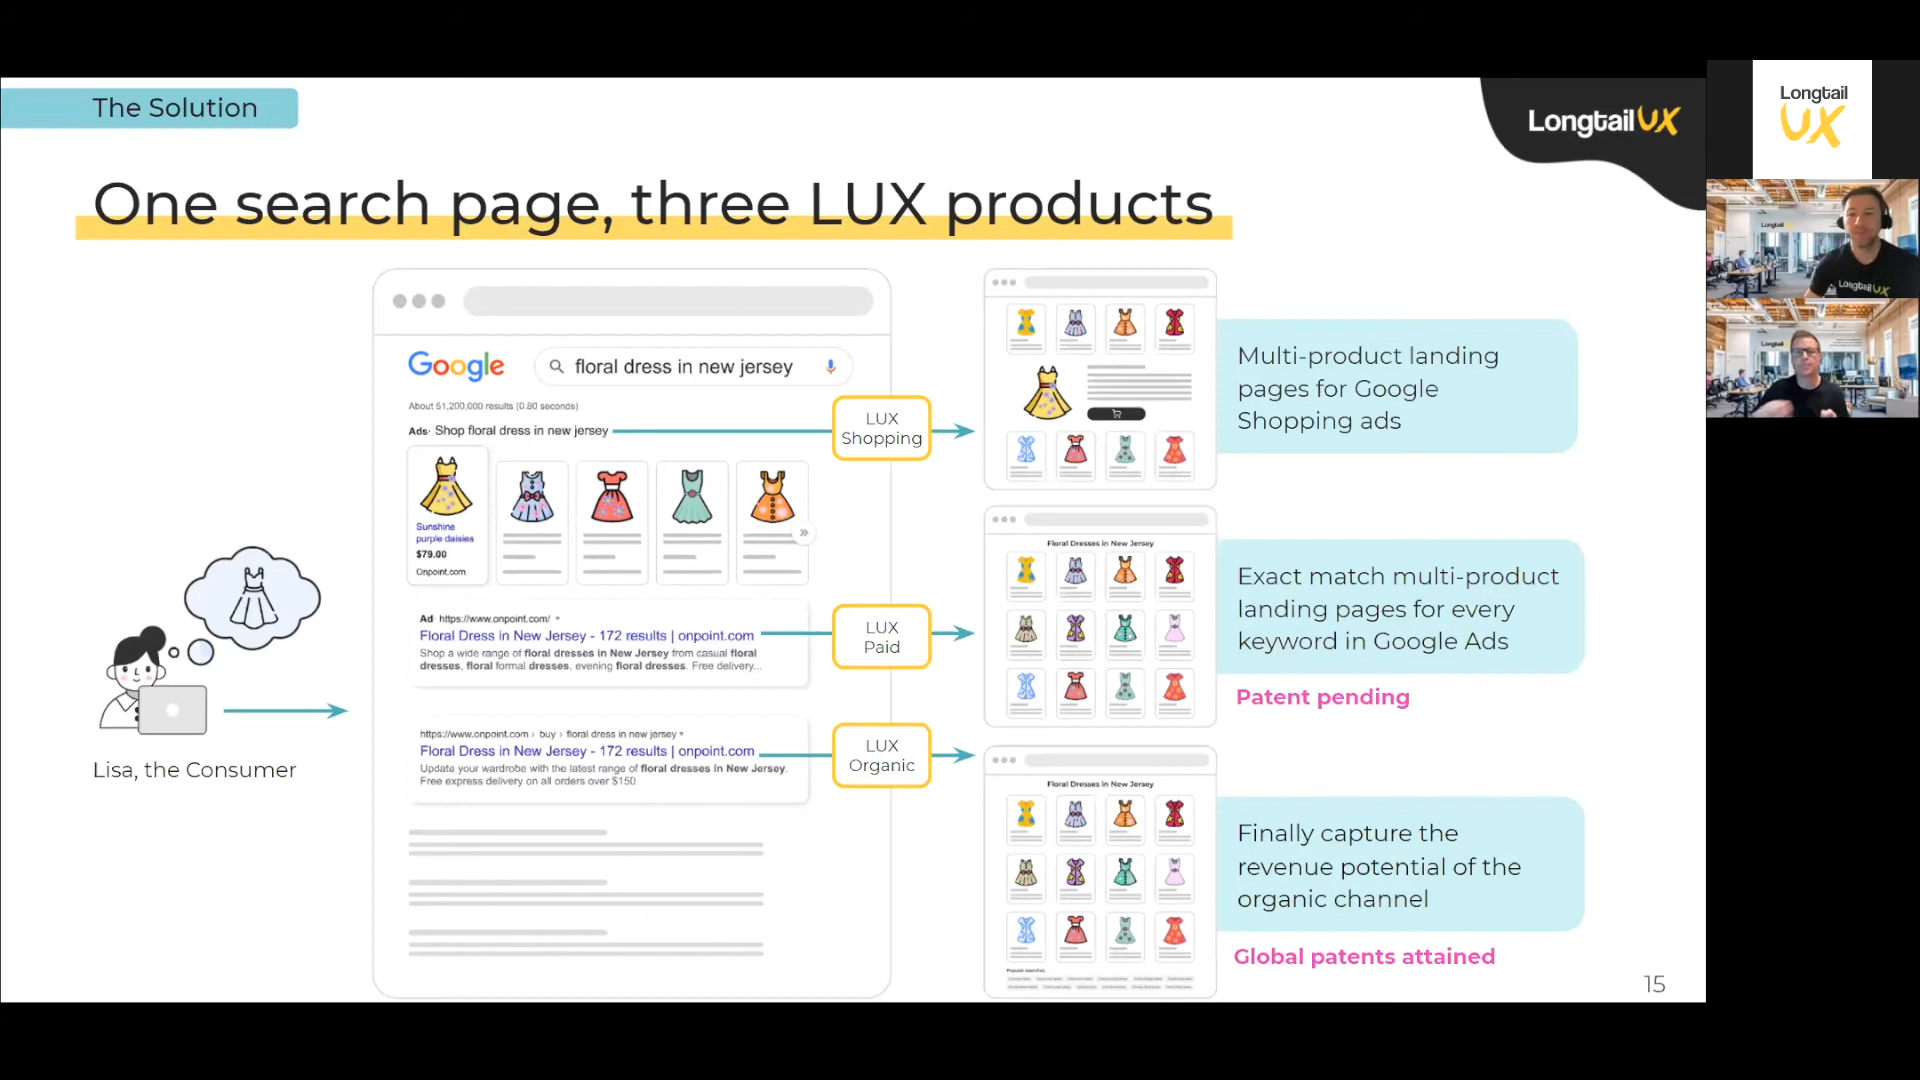 The Solution
LongtailUX
Longtail
UX
One search page, three LUX products
Google
floral dress in new jersey
About 51,200,000 results (0.80 seconds)
Ads· Shop floral dress in new jersey
LUX
Shopping
Sunshine
purple daisies
$79.00
Onpoint.com
»
Multi-product landing
pages for Google
Shopping ads
Ad· https://www.onpoint.com/
Floral Dress in New Jersey - 172 results | onpoint.com
Shop a wide range of floral dresses in New Jersey from casual floral
dresses, floral formal dresses, evening floral dresses. Free delivery...
LUX
Paid
Floral Dresses in New Jersey
Exact match multi-product
landing pages for every
keyword in Google Ads
Patent pending
https://www.onpoint.com › buy › floral dress in new jersey
Floral Dress in New Jersey - 172 results | onpoint.com
Update your wardrobe with the latest range of floral dresses in New Jersey.
Free express delivery on all orders over $150.
LUX
Organic
Floral Dresses in New Jersey
Popular searches
Finally capture the
revenue potential of the
organic channel
Global patents attained
Lisa, the Consumer
15
Longtail
LongtailUX
Longtail